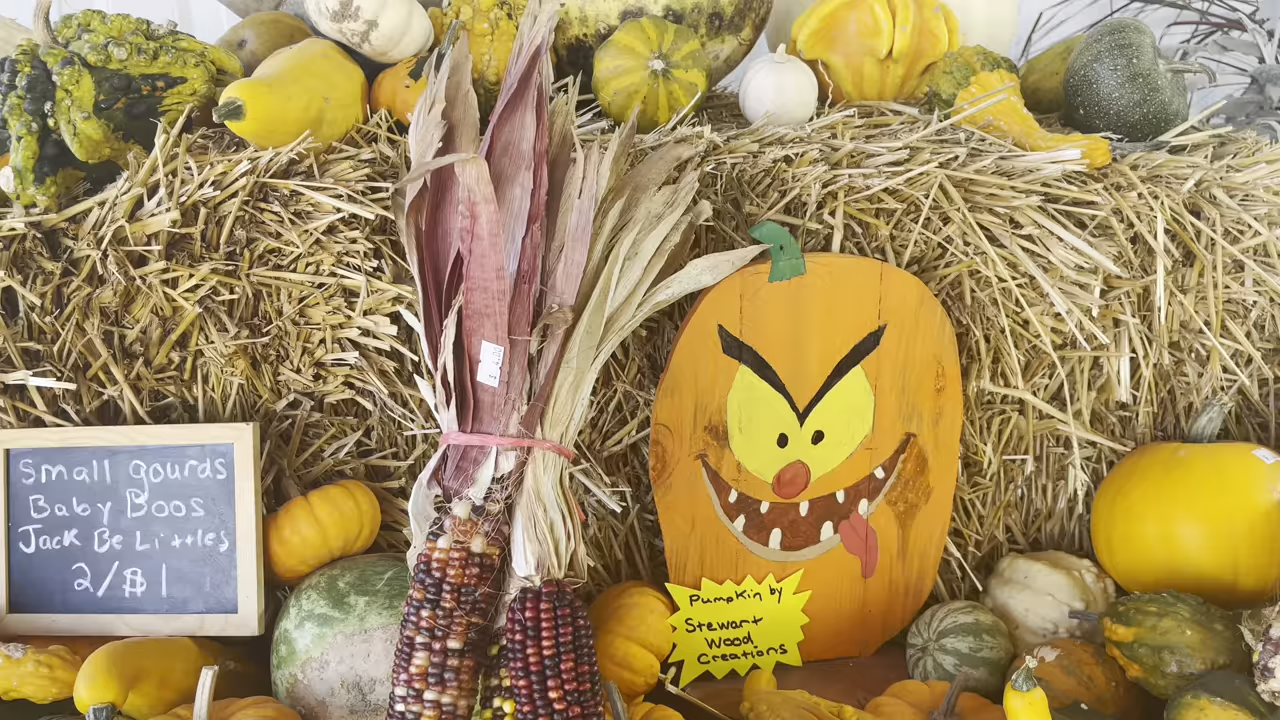 Small gourds
Baby Boos
Jack Be Littles
2/$1
Pumpkin by
Stewart
Wood
Creations